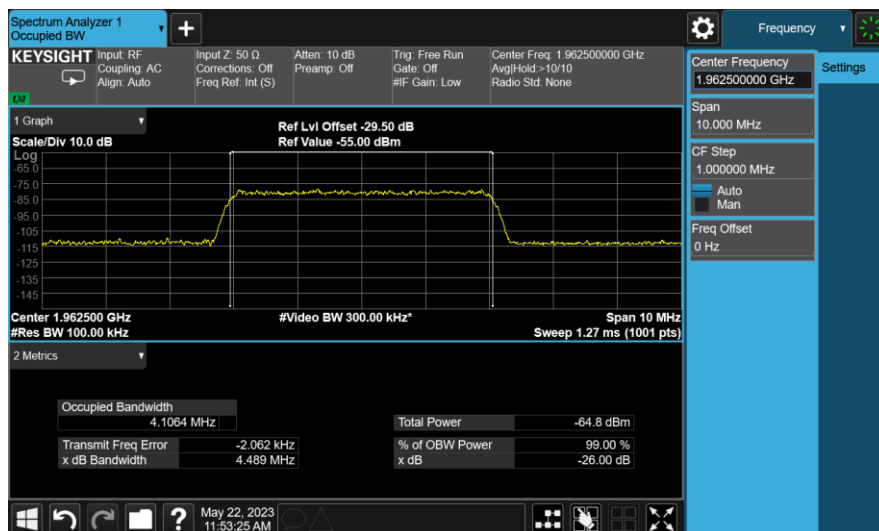 Spectrum Analyzer 1
Occupied BW
Frequency
KEYSIGHT
LXI
Input: RF
Coupling: AC
Align: Auto
Input Z: 50 Ω
Corrections: Off
Freq Ref: Int (S)
Atten: 10 dB
Preamp: Off
Trig: Free Run
Gate: Off
#IF Gain: Low
Center Freq: 1.962500000 GHz
Avg|Hold:>10/10
Radio Std: None
Center Frequency
1.962500000 GHz
Settings
Span
10.000 MHz
CF Step
1.000000 MHz
Auto
Man
Freq Offset
0 Hz
1 Graph
Scale/Div 10.0 dB
Ref Lvl Offset -29.50 dB
Ref Value -55.00 dBm
Log
-65.0
-75.0
-85.0
-95.0
-105
-115
-125
-135
-145
Center 1.962500 GHz
#Res BW 100.00 kHz
#Video BW 300.00 kHz*
Span 10 MHz
Sweep 1.27 ms (1001 pts)
2 Metrics
Occupied Bandwidth
4.1064 MHz
Total Power -64.8 dBm
Transmit Freq Error -2.062 kHz
% of OBW Power 99.00 %
x dB Bandwidth 4.489 MHz
x dB -26.00 dB
?
May 22, 2023
11:53:25 AM